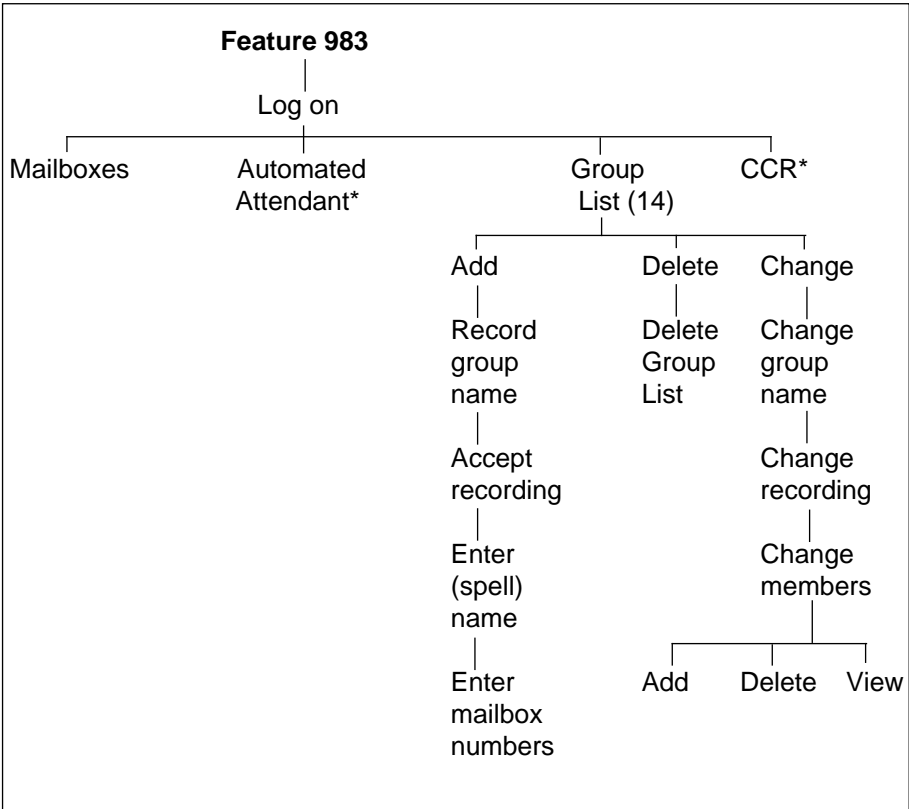 Feature 983
Log on
Mailboxes
Automated
Attendant*
Group
List (14)
CCR*
Add
Record
group
name
Accept
recording
Enter
(spell)
name
Enter
mailbox
numbers
Delete
Delete
Group
List
Change
Change
group
name
Change
recording
Change
members
Add
Delete
View